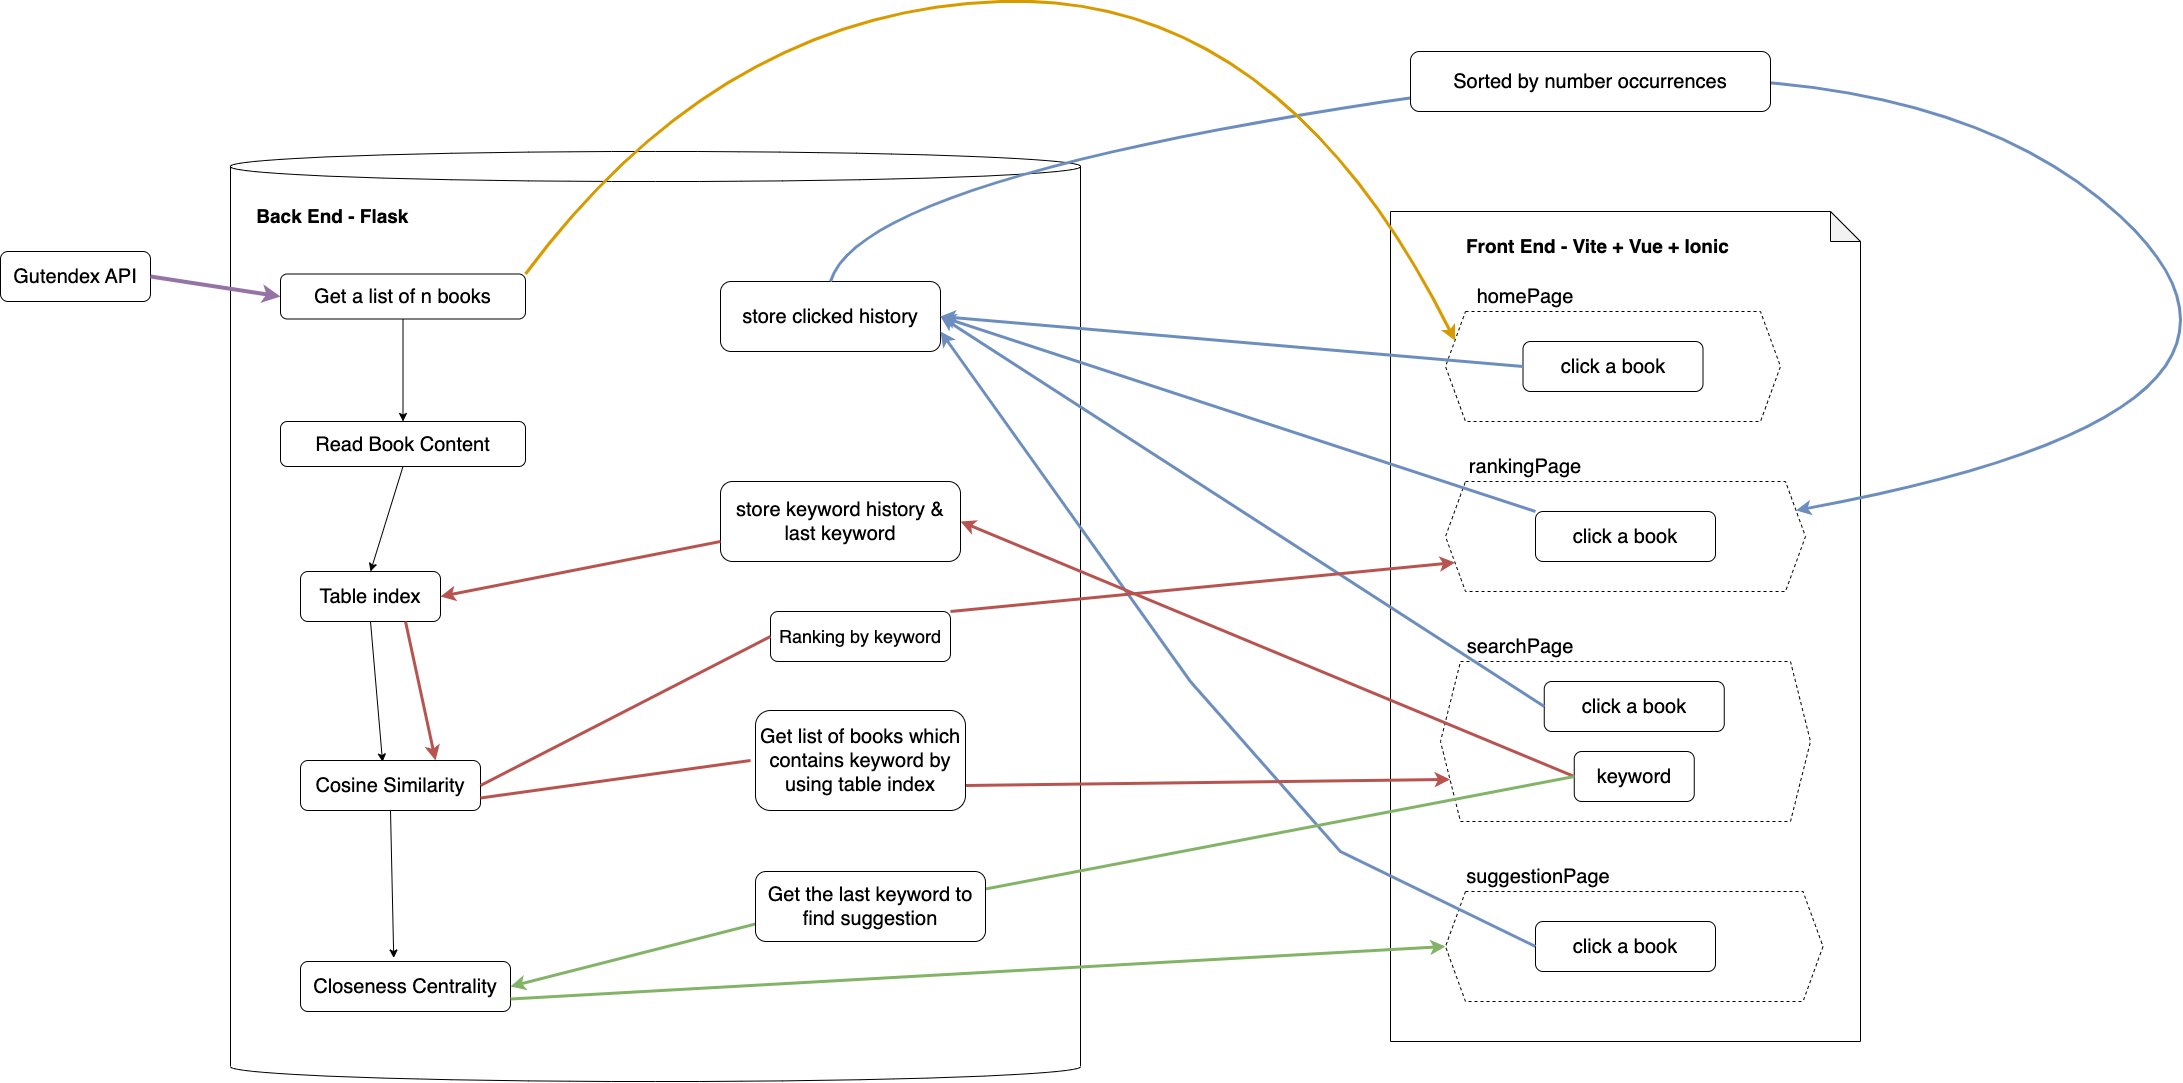 Sorted by number occurrences
Back End - Flask
Gutendex API
Get a list of n books
store clicked history
Read Book Content
store keyword history &
last keyword
Table index
Ranking by keyword
Cosine Similarity
Get list of books which
contains keyword by
using table index
Get the last keyword to
find suggestion
Closeness Centrality
Front End - Vite + Vue + Ionic
homePage
click a book
rankingPage
click a book
searchPage
click a book
keyword
suggestionPage
click a book